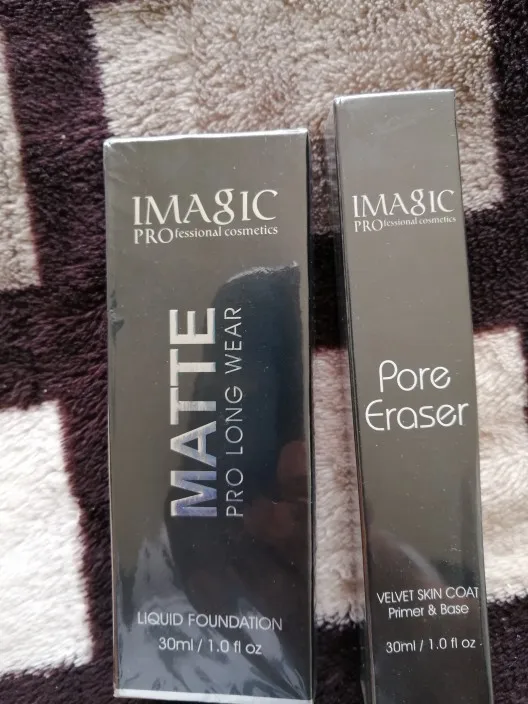 IMAGIC
PROfessional cosmetics
MATTE
PRO LONG WEAR
LIQUID FOUNDATION
30ml / 1.0 fl oz
IMAGIC
PROfessional cosmetics
Pore
Eraser
VELVET SKIN COAT
Primer & Base
30ml / 1.0 fl oz